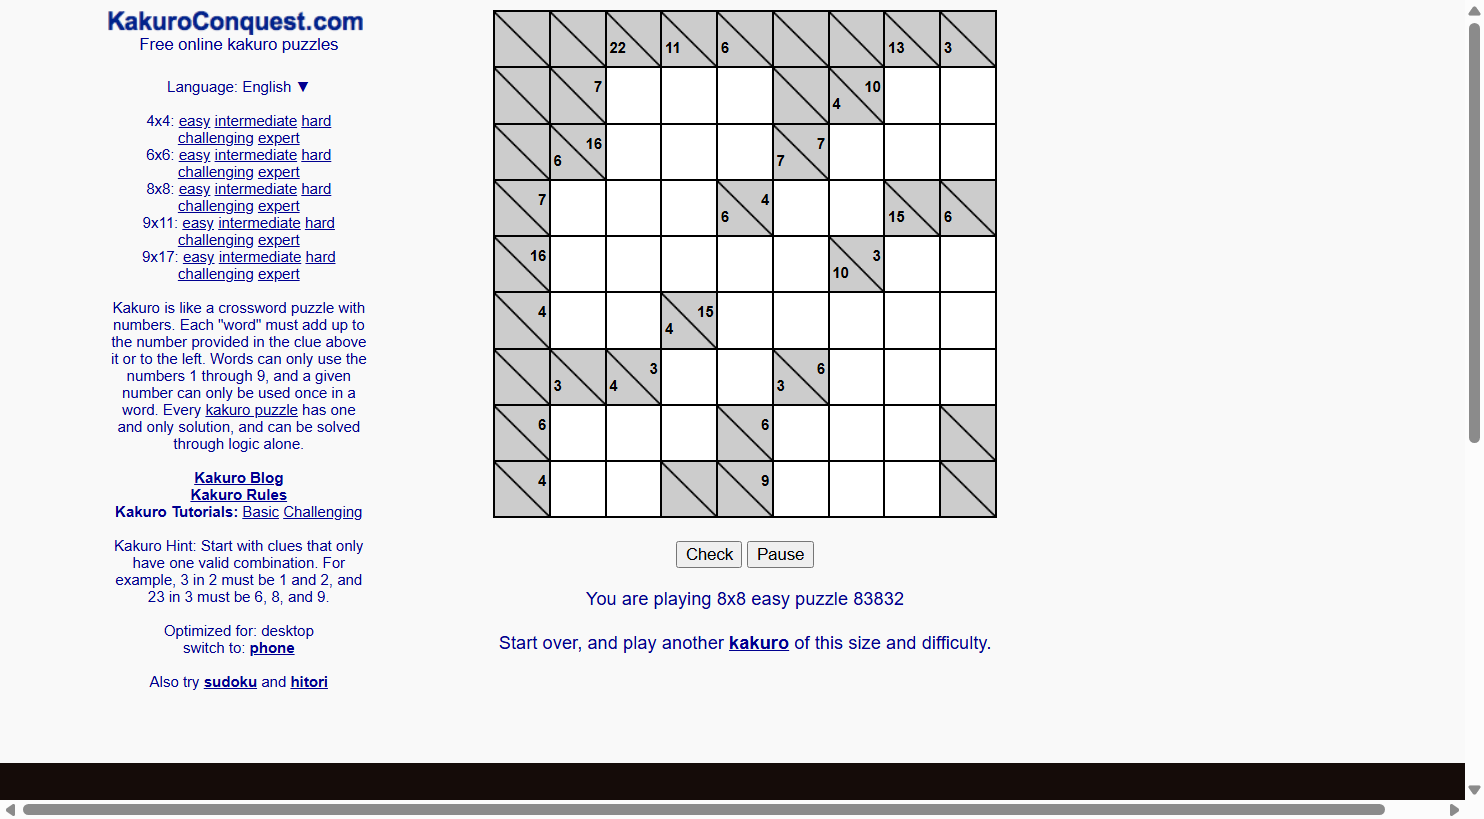 KakuroConquest.com
Free online kakuro puzzles
Language: English ▼
4x4: easy intermediate hard
challenging expert
6x6: easy intermediate hard
challenging expert
8x8: easy intermediate hard
challenging expert
9x11: easy intermediate hard
challenging expert
9x17: easy intermediate hard
challenging expert
Kakuro is like a crossword puzzle with
numbers. Each "word" must add up to
the number provided in the clue above
it or to the left. Words can only use the
numbers 1 through 9, and a given
number can only be used once in a
word. Every kakuro puzzle has one
and only solution, and can be solved
through logic alone.
Kakuro Blog
Kakuro Rules
Kakuro Tutorials: Basic Challenging
Kakuro Hint: Start with clues that only
have one valid combination. For
example, 3 in 2 must be 1 and 2, and
23 in 3 must be 6, 8, and 9.
Optimized for: desktop
switch to: phone
Also try sudoku and hitori
22 11 6 13 3
7 10
4
16 7
6 7
7 4
6 15 6
16 3
10
4 15
4
3 6
3 4 3
6 6
4 9
Check Pause
You are playing 8x8 easy puzzle 83832
Start over, and play another kakuro of this size and difficulty.